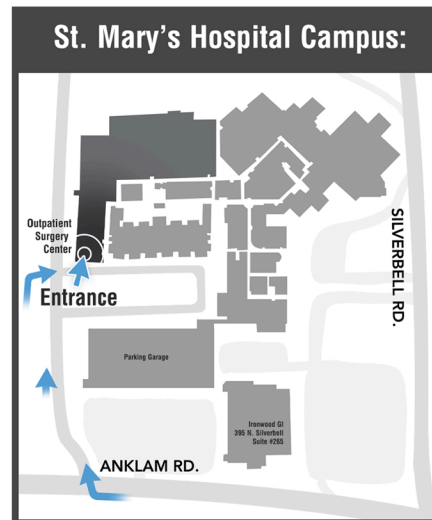 St. Mary's Hospital Campus:
Outpatient
Surgery
Center
Entrance
SILVERBELL RD.
Parking Garage
Ironwood GI
395 N. Silverbell
Suite #265
ANKLAM RD.